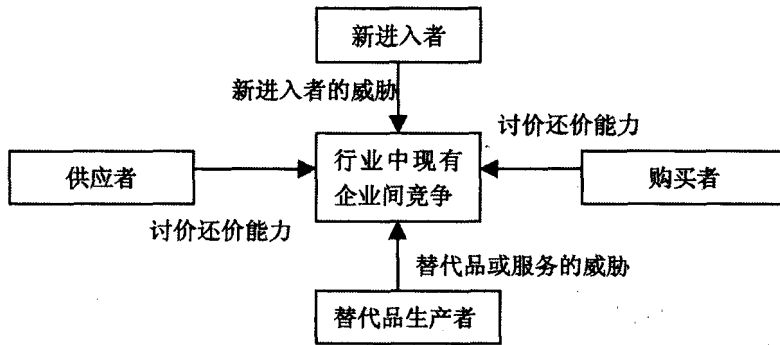 新进入者
新进入者的威胁
讨价还价能力
供应者
行业中现有
企业间竞争
购买者
讨价还价能力
替代品或服务的威胁
替代品生产者